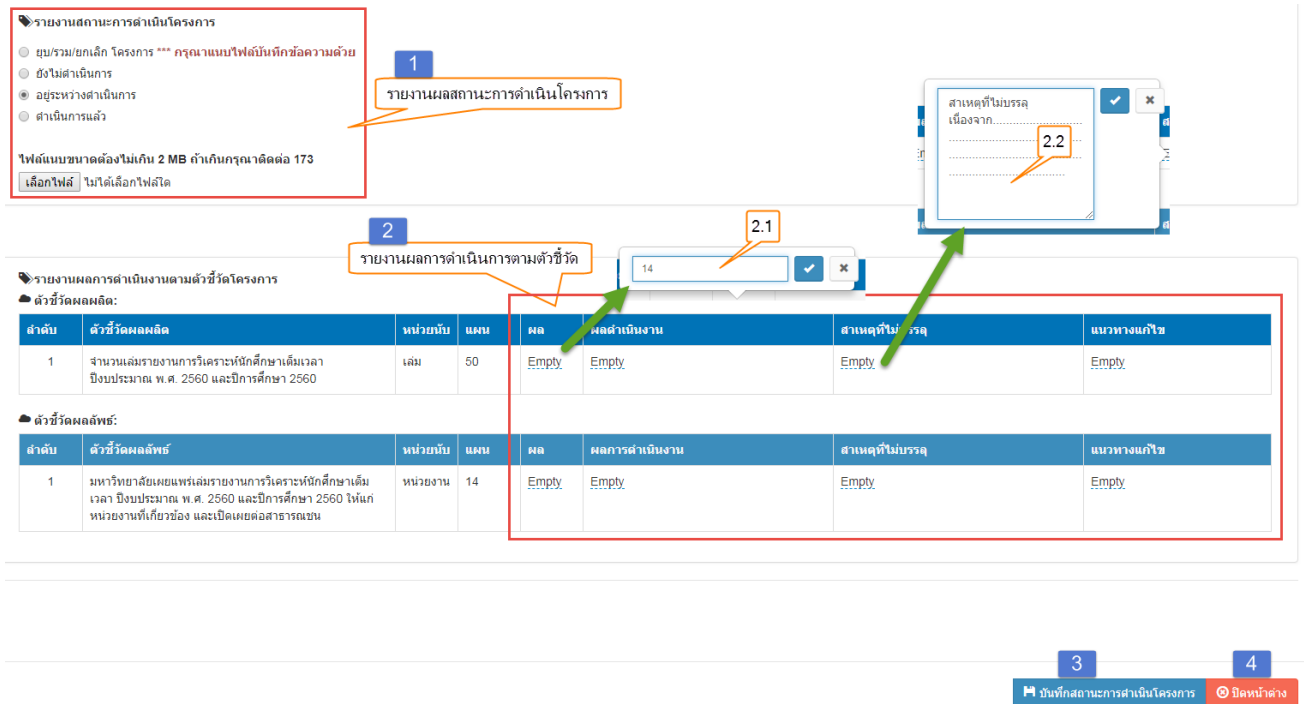 รายงานสถานะการดำเนินโครงการ
ยุบ/รวม/ยกเลิก โครงการ *** กรุณาแนบไฟล์บันทึกข้อความด้วย
ยังไม่ดำเนินการ
อยู่ระหว่างดำเนินการ
ดำเนินการแล้ว
ไฟล์แนบขนาดต้องไม่เกิน 2 MB ถ้าเกินกรุณาติดต่อ 173
เลือกไฟล์ ไม่ได้เลือกไฟล์ใด
1
รายงานผลสถานะการดำเนินโครงการ
สาเหตุที่ไม่บรรลุ
เนื่องจาก.........................
.....................................
.....................................
................................
2.2
2
รายงานผลการดำเนินการตามตัวชี้วัด
2.1
14
รายงานผลการดำเนินงานตามตัวชี้วัดโครงการ
ตัวชี้วัดผลผลิต:
ลำดับ ตัวชี้วัดผลผลิต หน่วยนับ แผน ผล ผลดำเนินงาน สาเหตุที่ไม่บรรลุ แนวทางแก้ไข
1 จำนวนเล่มรายงานการวิเคราะห์นักศึกษาเต็มเวลา เล่ม 50 Empty Empty Empty Empty
ปีงบประมาณ พ.ศ. 2560 และปีการศึกษา 2560
ตัวชี้วัดผลลัพธ์:
ลำดับ ตัวชี้วัดผลลัพธ์ หน่วยนับ แผน ผล ผลการดำเนินงาน สาเหตุที่ไม่บรรลุ แนวทางแก้ไข
1 มหาวิทยาลัยเผยแพร่เล่มรายงานการวิเคราะห์นักศึกษาเต็ม หน่วยงาน 14 Empty Empty Empty Empty
เวลา ปีงบประมาณ พ.ศ. 2560 และปีการศึกษา 2560 ให้แก่
หน่วยงานที่เกี่ยวข้อง และเปิดเผยต่อสาธารณชน
3
4
บันทึกสถานะการดำเนินโครงการ
ปิดหน้าต่าง